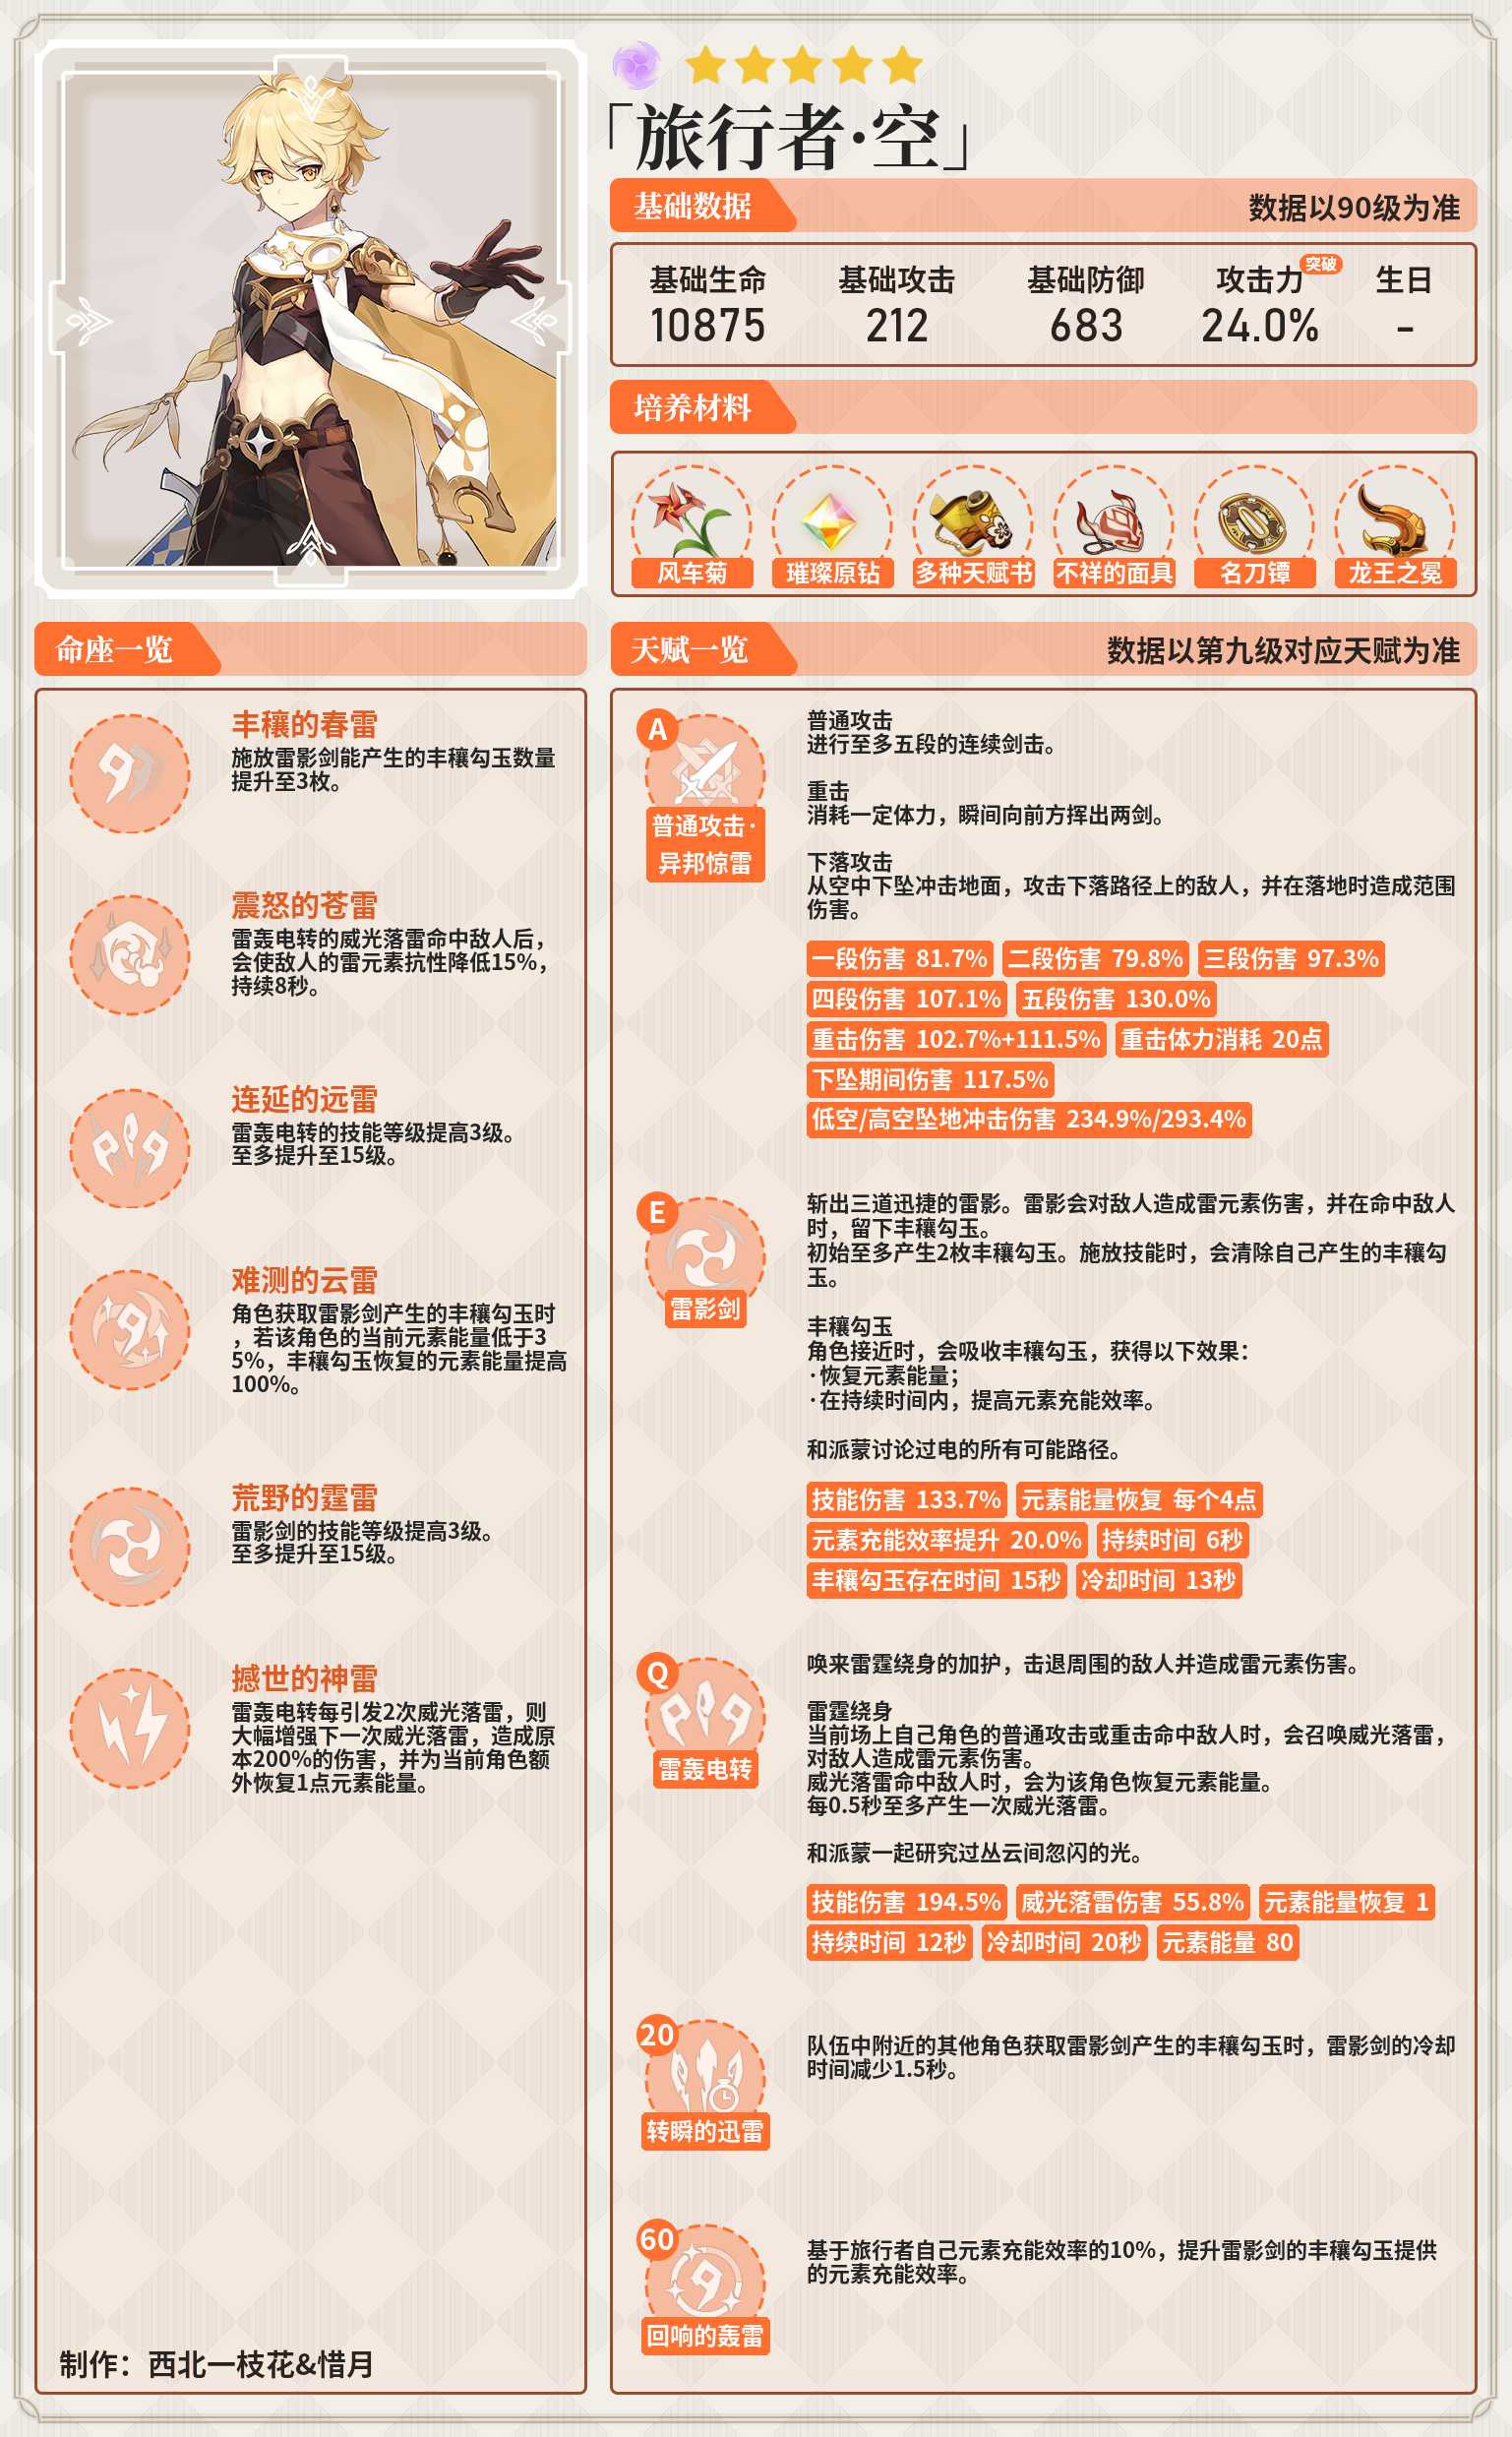 「旅行者·空」
基础数据
数据以90级为准
基础生命
基础攻击
基础防御
攻击力
突破
生日
10875
212
683
24.0%
-
培养材料
风车菊
璀璨原钻
多种天赋书
不祥的面具
名刀镡
龙王之冕
命座一览
丰穰的春雷
施放雷影剑能产生的丰穰勾玉数量
提升至3枚。
震怒的苍雷
雷轰电转的威光落雷命中敌人后，
会使敌人的雷元素抗性降低15%，
持续8秒。
连延的远雷
雷轰电转的技能等级提高3级。
至多提升至15级。
难测的云雷
角色获取雷影剑产生的丰穰勾玉时
，若该角色的当前元素能量低于3
5%，丰穰勾玉恢复的元素能量提高
100%。
荒野的霆雷
雷影剑的技能等级提高3级。
至多提升至15级。
撼世的神雷
雷轰电转每引发2次威光落雷，则
大幅增强下一次威光落雷，造成原
本200%的伤害，并为当前角色额
外恢复1点元素能量。
制作：西北一枝花&惜月
天赋一览
数据以第九级对应天赋为准
A
普通攻击·
异邦惊雷
普通攻击
进行至多五段的连续剑击。
重击
消耗一定体力，瞬间向前方挥出两剑。
下落攻击
从空中下坠冲击地面，攻击下落路径上的敌人，并在落地时造成范围
伤害。
一段伤害 81.7%
二段伤害 79.8%
三段伤害 97.3%
四段伤害 107.1%
五段伤害 130.0%
重击伤害 102.7%+111.5%
重击体力消耗 20点
下坠期间伤害 117.5%
低空/高空坠地冲击伤害 234.9%/293.4%
E
雷影剑
斩出三道迅捷的雷影。雷影会对敌人造成雷元素伤害，并在命中敌人
时，留下丰穰勾玉。
初始至多产生2枚丰穰勾玉。施放技能时，会清除自己产生的丰穰勾
玉。
丰穰勾玉
角色接近时，会吸收丰穰勾玉，获得以下效果：
·恢复元素能量；
·在持续时间内，提高元素充能效率。
和派蒙讨论过电的所有可能路径。
技能伤害 133.7%
元素能量恢复 每个4点
元素充能效率提升 20.0%
持续时间 6秒
丰穰勾玉存在时间 15秒
冷却时间 13秒
Q
雷轰电转
唤来雷霆绕身的加护，击退周围的敌人并造成雷元素伤害。
雷霆绕身
当前场上自己角色的普通攻击或重击命中敌人时，会召唤威光落雷，
对敌人造成雷元素伤害。
威光落雷命中敌人时，会为该角色恢复元素能量。
每0.5秒至多产生一次威光落雷。
和派蒙一起研究过丛云间忽闪的光。
技能伤害 194.5%
威光落雷伤害 55.8%
元素能量恢复 1
持续时间 12秒
冷却时间 20秒
元素能量 80
20
转瞬的迅雷
队伍中附近的其他角色获取雷影剑产生的丰穰勾玉时，雷影剑的冷却
时间减少1.5秒。
60
回响的轰雷
基于旅行者自己元素充能效率的10%，提升雷影剑的丰穰勾玉提供
的元素充能效率。